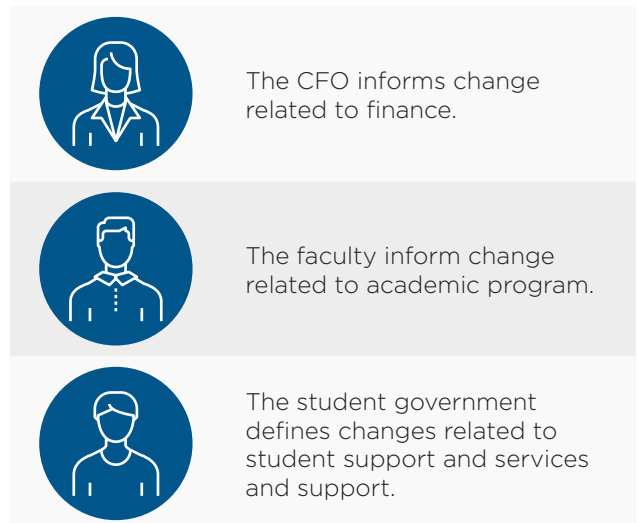 The CFO informs change
related to finance.
The faculty inform change
related to academic program.
The student government
defines changes related to
student support and services
and support.